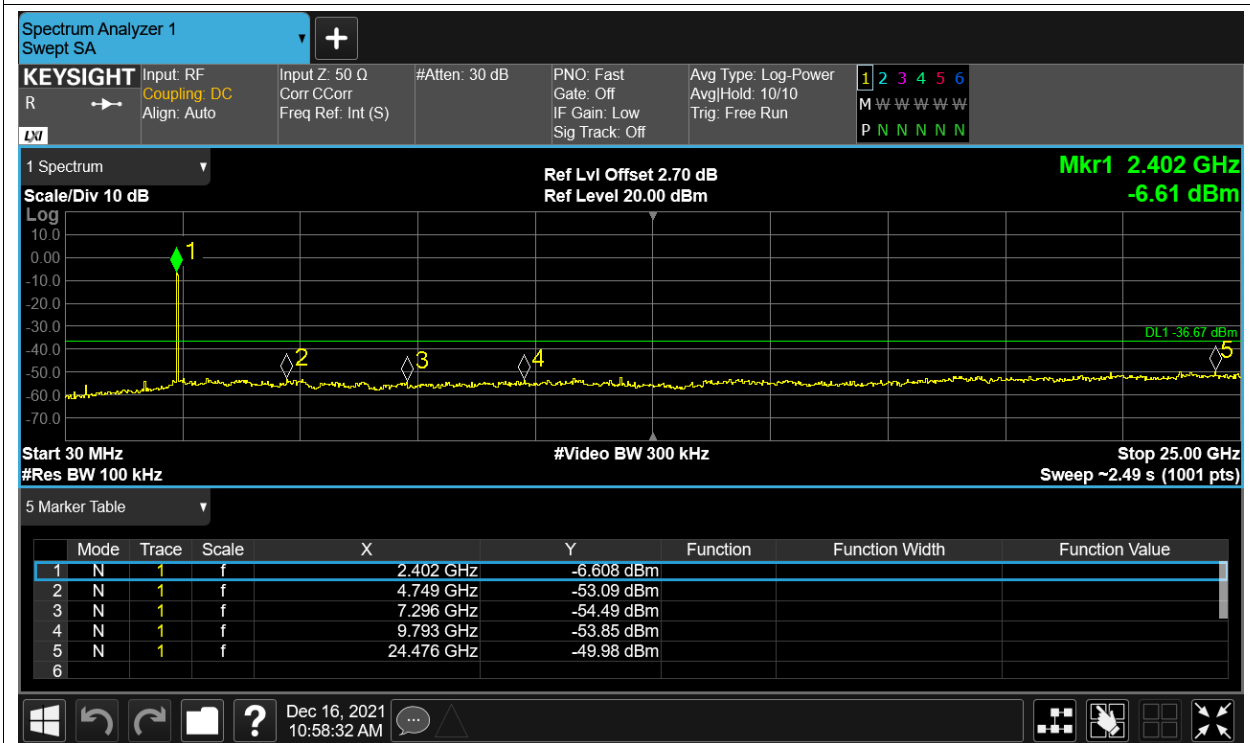 Spectrum Analyzer 1
Swept SA
+
KEYSIGHT Input: RF Input Z: 50 Ω #Atten: 30 dB PNO: Fast Avg Type: Log-Power 1 2 3 4 5 6
R Coupling: DC Corr CCorr Gate: Off Avg|Hold: 10/10 M W W W W W
Align: Auto Freq Ref: Int (S) IF Gain: Low Trig: Free Run
LXI Sig Track: Off P N N N N N
1 Spectrum Ref Lvl Offset 2.70 dB Mkr1 2.402 GHz
Scale/Div 10 dB Ref Level 20.00 dBm -6.61 dBm
Log
10.0
1
0.00
-10.0
-20.0
-30.0 DL1 -36.67 dBm
-40.0
2 3 4 5
-50.0
-60.0
-70.0
Start 30 MHz #Video BW 300 kHz Stop 25.00 GHz
#Res BW 100 kHz Sweep ~2.49 s (1001 pts)
5 Marker Table
Mode Trace Scale X Y Function Function Width Function Value
1 N 1 f 2.402 GHz -6.608 dBm
2 N 1 f 4.749 GHz -53.09 dBm
3 N 1 f 7.296 GHz -54.49 dBm
4 N 1 f 9.793 GHz -53.85 dBm
5 N 1 f 24.476 GHz -49.98 dBm
6
? Dec 16, 2021
10:58:32 AM